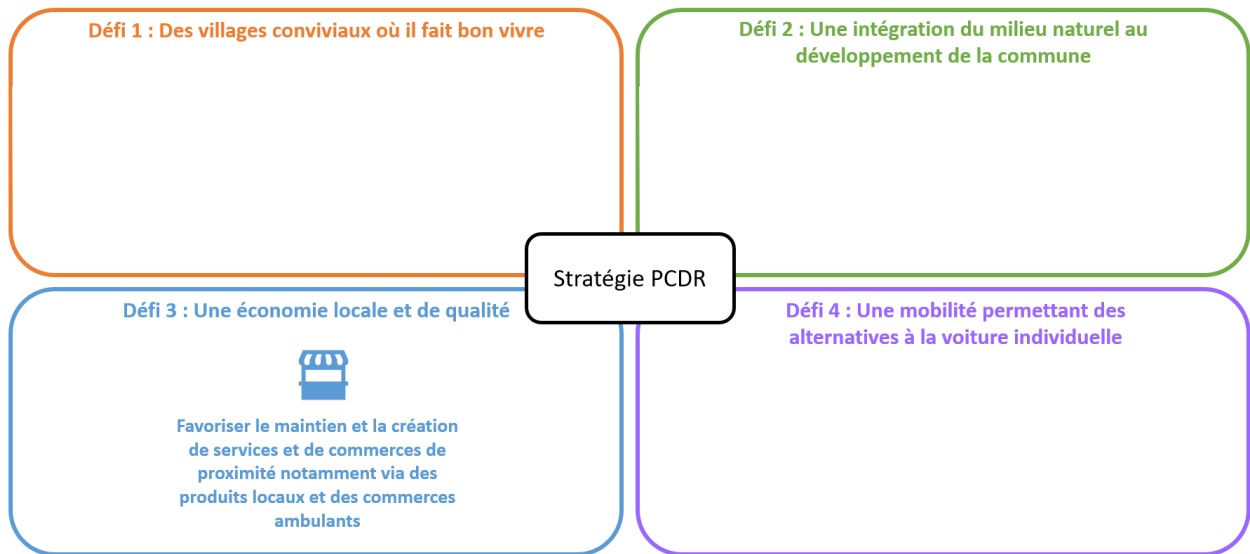 Défi 1 : Des villages conviviaux où il fait bon vivre
Défi 2 : Une intégration du milieu naturel au
développement de la commune
Stratégie PCDR
Défi 3 : Une économie locale et de qualité
Favoriser le maintien et la création
de services et de commerces de
proximité notamment via des
produits locaux et des commerces
ambulants
Défi 4 : Une mobilité permettant des
alternatives à la voiture individuelle